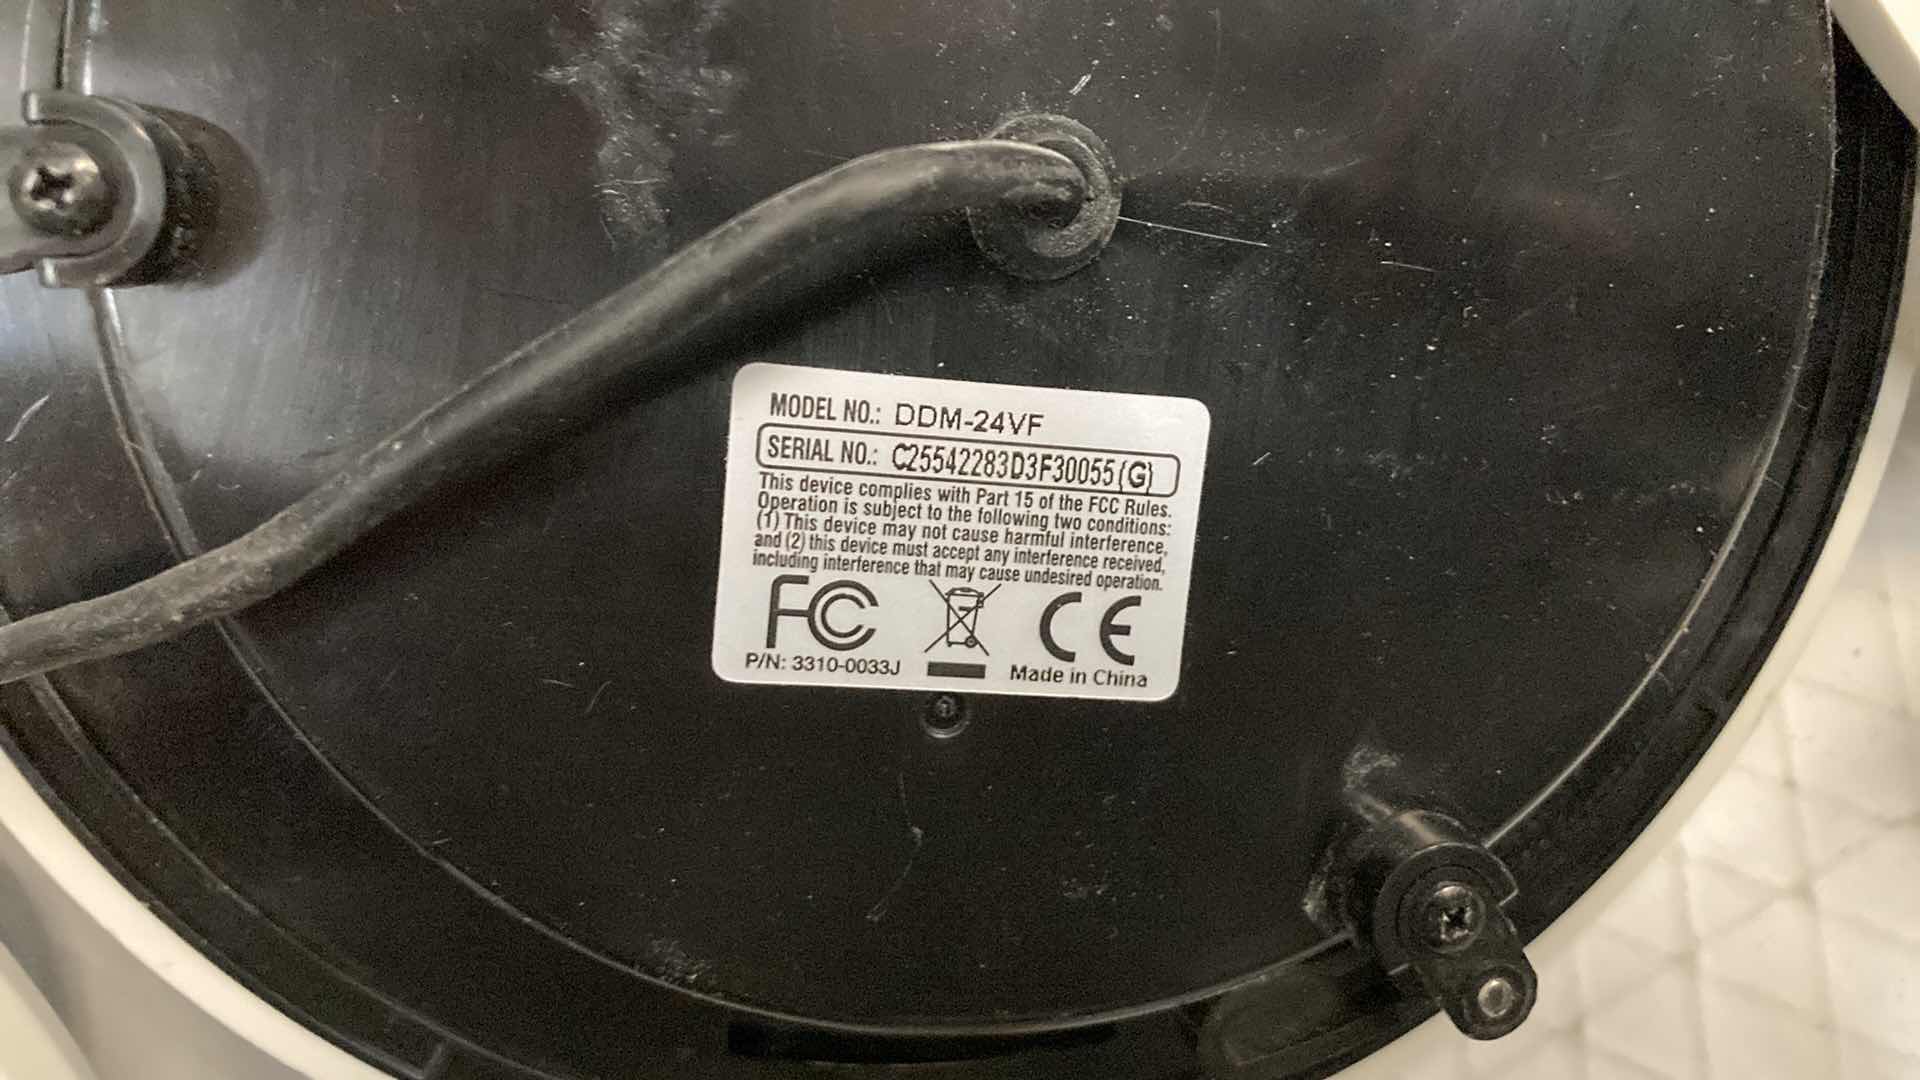 MODEL NO.: DDM-24VF
SERIAL NO.: C25542283D3F30055(G)
This device complies with Part 15 of the FCC Rules.
Operation is subject to the following two conditions:
(1) This device may not cause harmful interference,
and (2) this device must accept any interference received,
including interference that may cause undesired operation.
FC CE
P/N: 3310-0033J Made in China